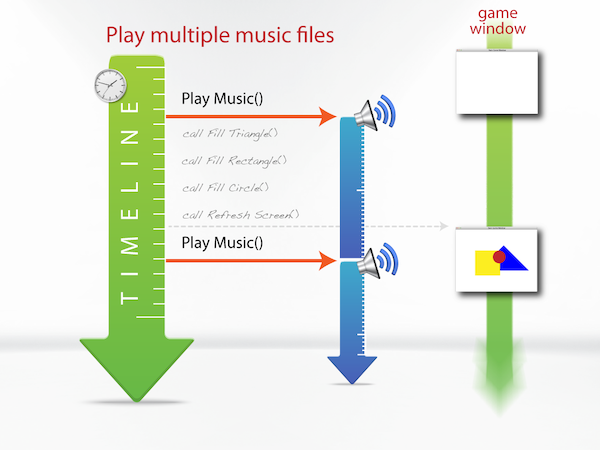 Play multiple music files
game
window
TIMELINE
Play Music()
call Fill Triangle()
call Fill Rectangle()
call Fill Circle()
call Refresh Screen()
Play Music()